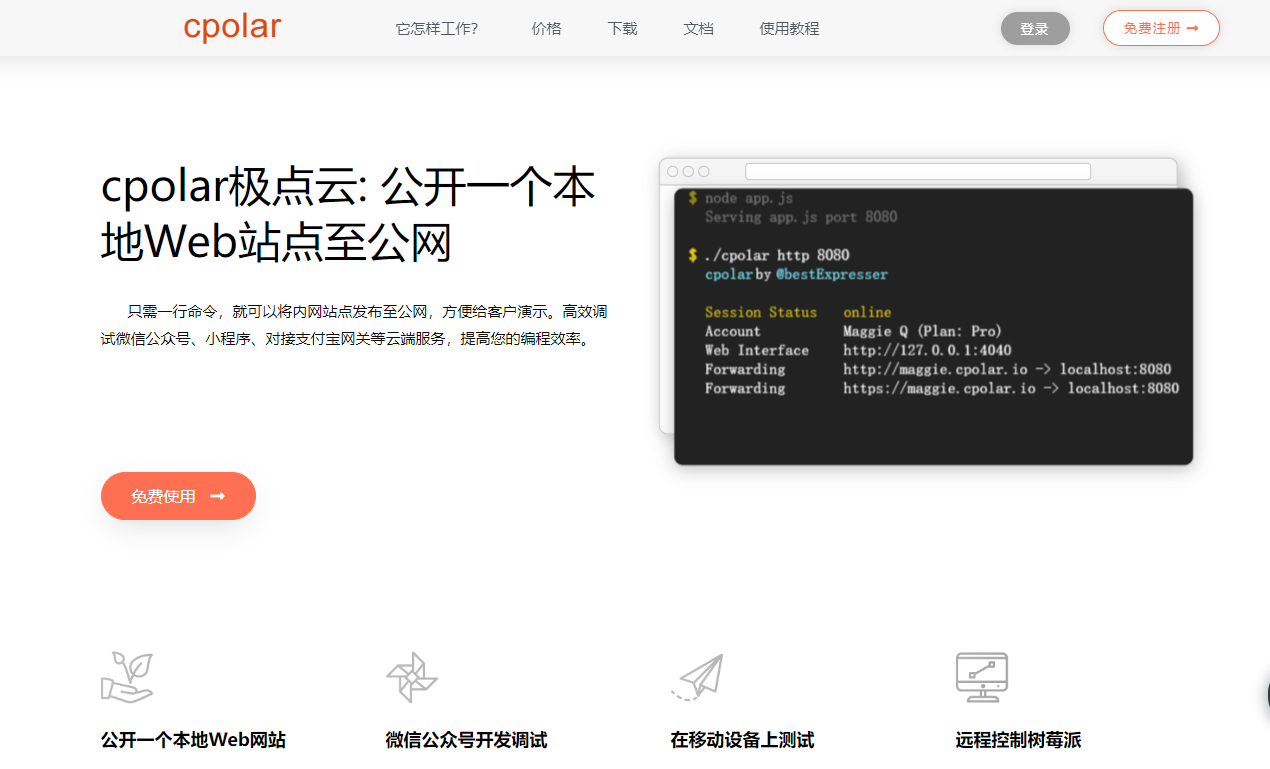 cpolar
它怎样工作? 价格 下载 文档 使用教程 登录 免费注册 →
cpolar极点云: 公开一个本
地Web站点至公网
只需一行命令，就可以将内网站点发布至公网，方便给客户演示。高效调
试微信公众号、小程序、对接支付宝网关等云端服务，提高您的编程效率。
免费使用 →
$ node app.js
Serving app.js port 8080
$ ./cpolar http 8080
cpolar by @bestExpresser
Session Status online
Account Maggie Q (Plan: Pro)
Web Interface http://127.0.0.1:4040
Forwarding http://maggie.cpolar.io -> localhost:8080
Forwarding https://maggie.cpolar.io -> localhost:8080
公开一个本地Web网站
微信公众号开发调试
在移动设备上测试
远程控制树莓派